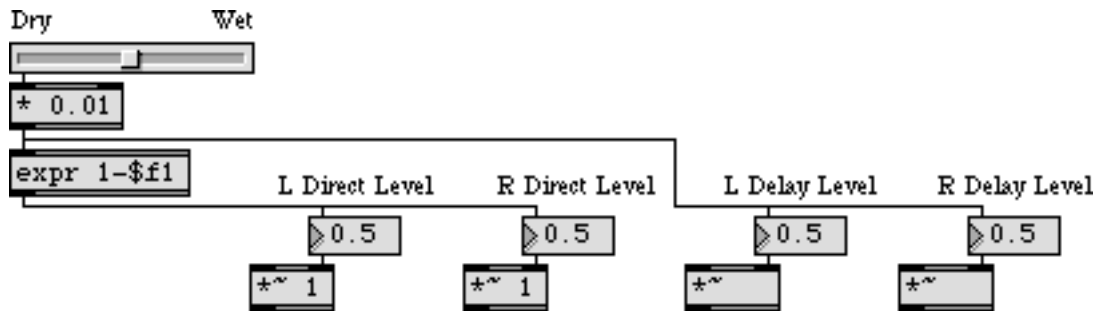 Dry Wet
* 0.01
expr 1-$f1
L Direct Level R Direct Level L Delay Level R Delay Level
0.5 0.5 0.5 0.5
*~ 1 *~ 1 *~ *~